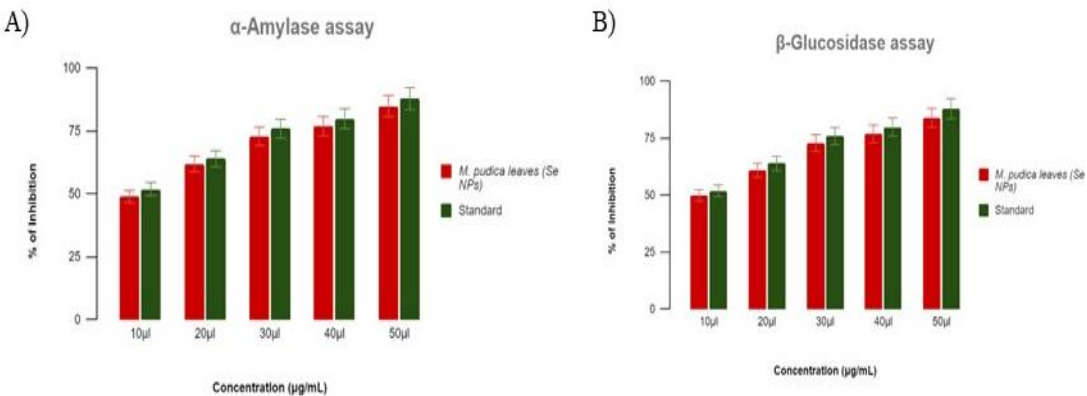 A)
α-Amylase assay
100
75
50
25
0
% of Inhibition
10µl
20µl
30µl
40µl
50µl
Concentration (µg/mL)
M. pudica leaves (Se
NPs)
Standard
B)
β-Glucosidase assay
100
75
50
25
0
% of Inhibition
10µl
20µl
30µl
40µl
50µl
Concentration (µg/mL)
M. pudica leaves (Se
NPs)
Standard